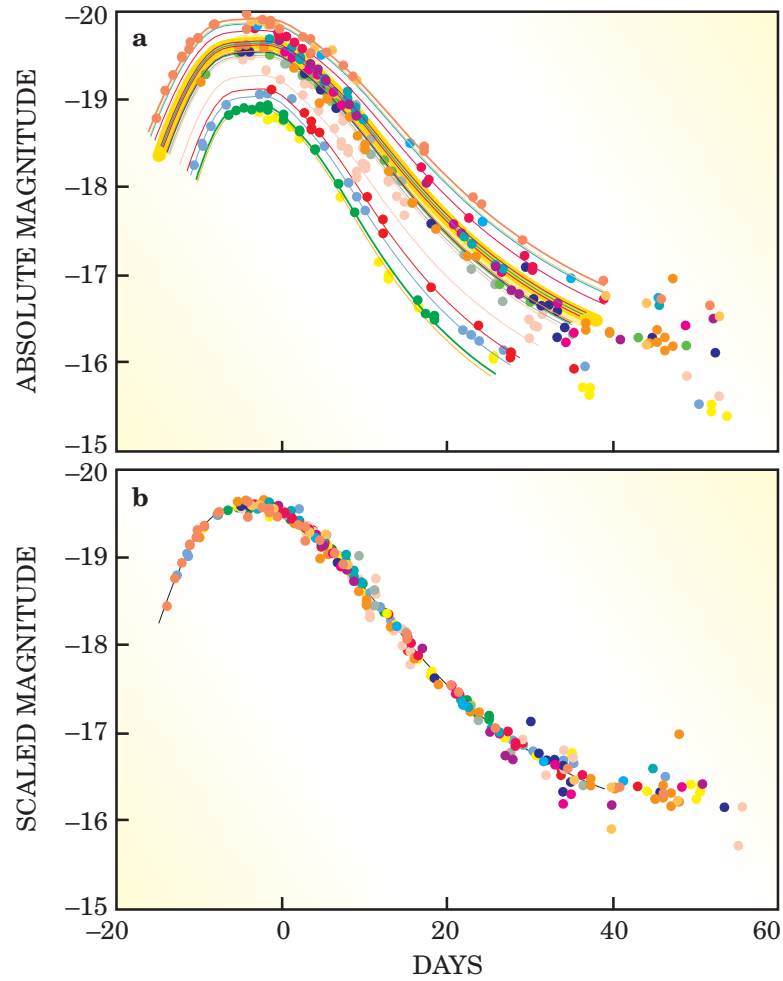 –20
a
–19
–18
–17
–16
–15
ABSOLUTE MAGNITUDE
–20
b
–19
–18
–17
–16
–15
SCALED MAGNITUDE
–20 0 20 40 60
DAYS